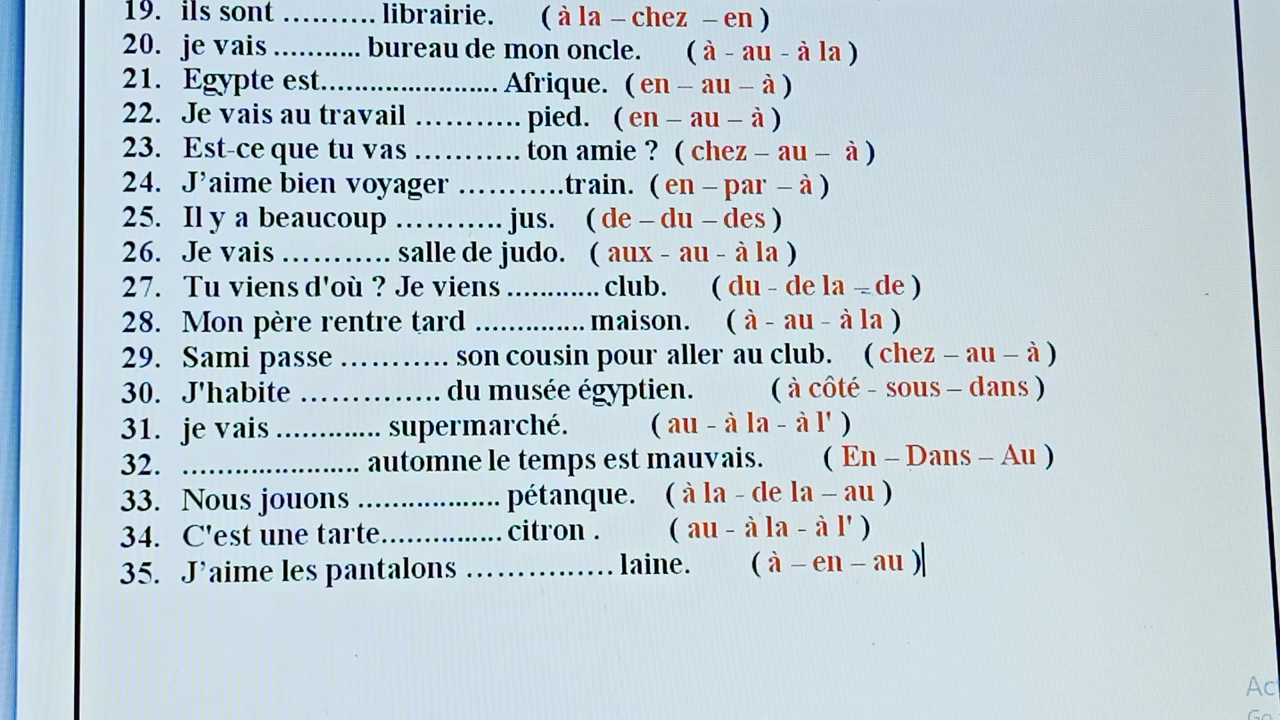 19. ils sont .......... librairie. ( à la – chez – en )
20. je vais ........... bureau de mon oncle. ( à - au - à la )
21. Egypte est....................... Afrique. ( en – au – à )
22. Je vais au travail ........... pied. ( en – au – à )
23. Est-ce que tu vas ........... ton amie ? ( chez – au – à )
24. J’aime bien voyager ...........train. ( en – par – à )
25. Il y a beaucoup ........... jus. ( de – du – des )
26. Je vais ........... salle de judo. ( aux - au - à la )
27. Tu viens d'où ? Je viens ............ club. ( du - de la – de )
28. Mon père rentre tard .............. maison. ( à - au - à la )
29. Sami passe ........... son cousin pour aller au club. ( chez – au – à )
30. J'habite .............. du musée égyptien. ( à côté - sous – dans )
31. je vais ............. supermarché. ( au - à la - à l' )
32. ....................... automne le temps est mauvais. ( En – Dans – Au )
33. Nous jouons .................. pétanque. ( à la - de la – au )
34. C'est une tarte................ citron . ( au - à la - à l' )
35. J’aime les pantalons ............... laine. ( à – en – au )